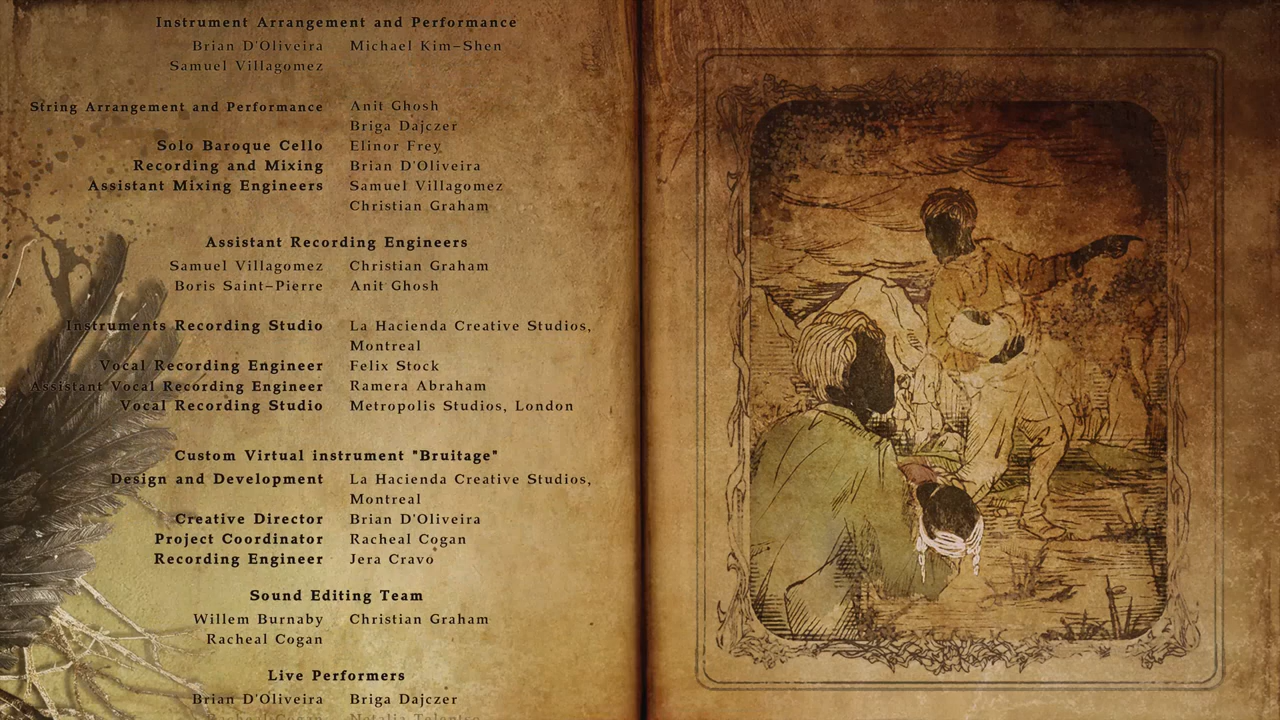 Instrument Arrangement and Performance
Brian D'Oliveira Michael Kim-Shen
Samuel Villagomez
String Arrangement and Performance Anit Ghosh
Briga Dajczer
Solo Baroque Cello Elinor Frey
Recording and Mixing Brian D'Oliveira
Assistant Mixing Engineers Samuel Villagomez
Christian Graham
Assistant Recording Engineers
Samuel Villagomez Christian Graham
Boris Saint-Pierre Anit Ghosh
Instruments Recording Studio La Hacienda Creative Studios,
Montreal
Vocal Recording Engineer Felix Stock
Assistant Vocal Recording Engineer Ramera Abraham
Vocal Recording Studio Metropolis Studios, London
Custom Virtual instrument "Bruitage"
Design and Development La Hacienda Creative Studios,
Montreal
Creative Director Brian D'Oliveira
Project Coordinator Racheal Cogan
Recording Engineer Jera Cravo
Sound Editing Team
Willem Burnaby Christian Graham
Racheal Cogan
Live Performers
Brian D'Oliveira Briga Dajczer
Racheal Cogan